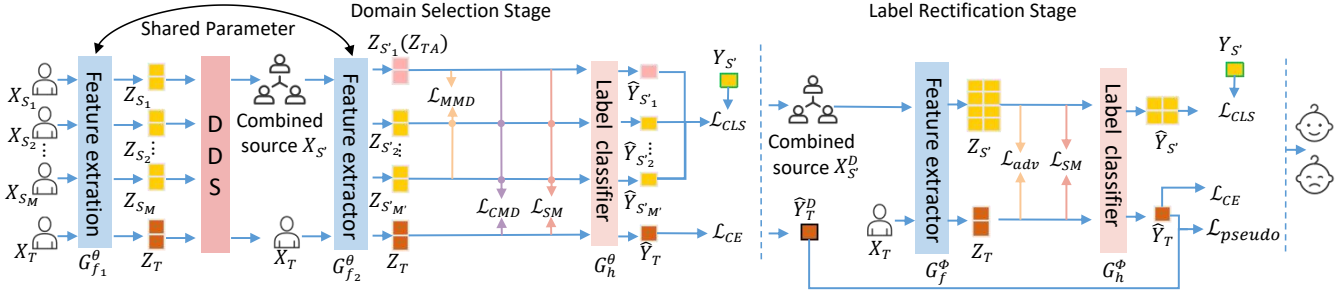 Domain Selection Stage
Label Rectification Stage
Shared Parameter
X_{S_1}
X_{S_2}
⋮
X_{S_M}
X_T
Feature extration
G_{f_1}^θ
Z_{S_1}
Z_{S_2}
⋮
Z_{S_M}
Z_T
D
D
S
Combined
source X_{S'}
X_T
Feature extractor
G_{f_2}^θ
Z_{S'_1}(Z_{TA})
Z_{S'_2}
⋮
Z_{S'_{M'}}
Z_T
ℒ_{MMD}
ℒ_{CMD}
ℒ_{SM}
Label classifier
G_h^θ
Ŷ_{S'_1}
Ŷ_{S'_2}
⋮
Ŷ_{S'_{M'}}
Ŷ_T
Y_{S'}
ℒ_{CLS}
ℒ_{CE}
Combined
source X_{S'}^D
Ŷ_T^D
X_T
Feature extractor
G_f^Φ
Z_{S'}
Z_T
ℒ_{adv}
ℒ_{SM}
Label classifier
G_h^Φ
Ŷ_{S'}
Ŷ_T
Y_{S'}
ℒ_{CLS}
ℒ_{CE}
ℒ_{pseudo}